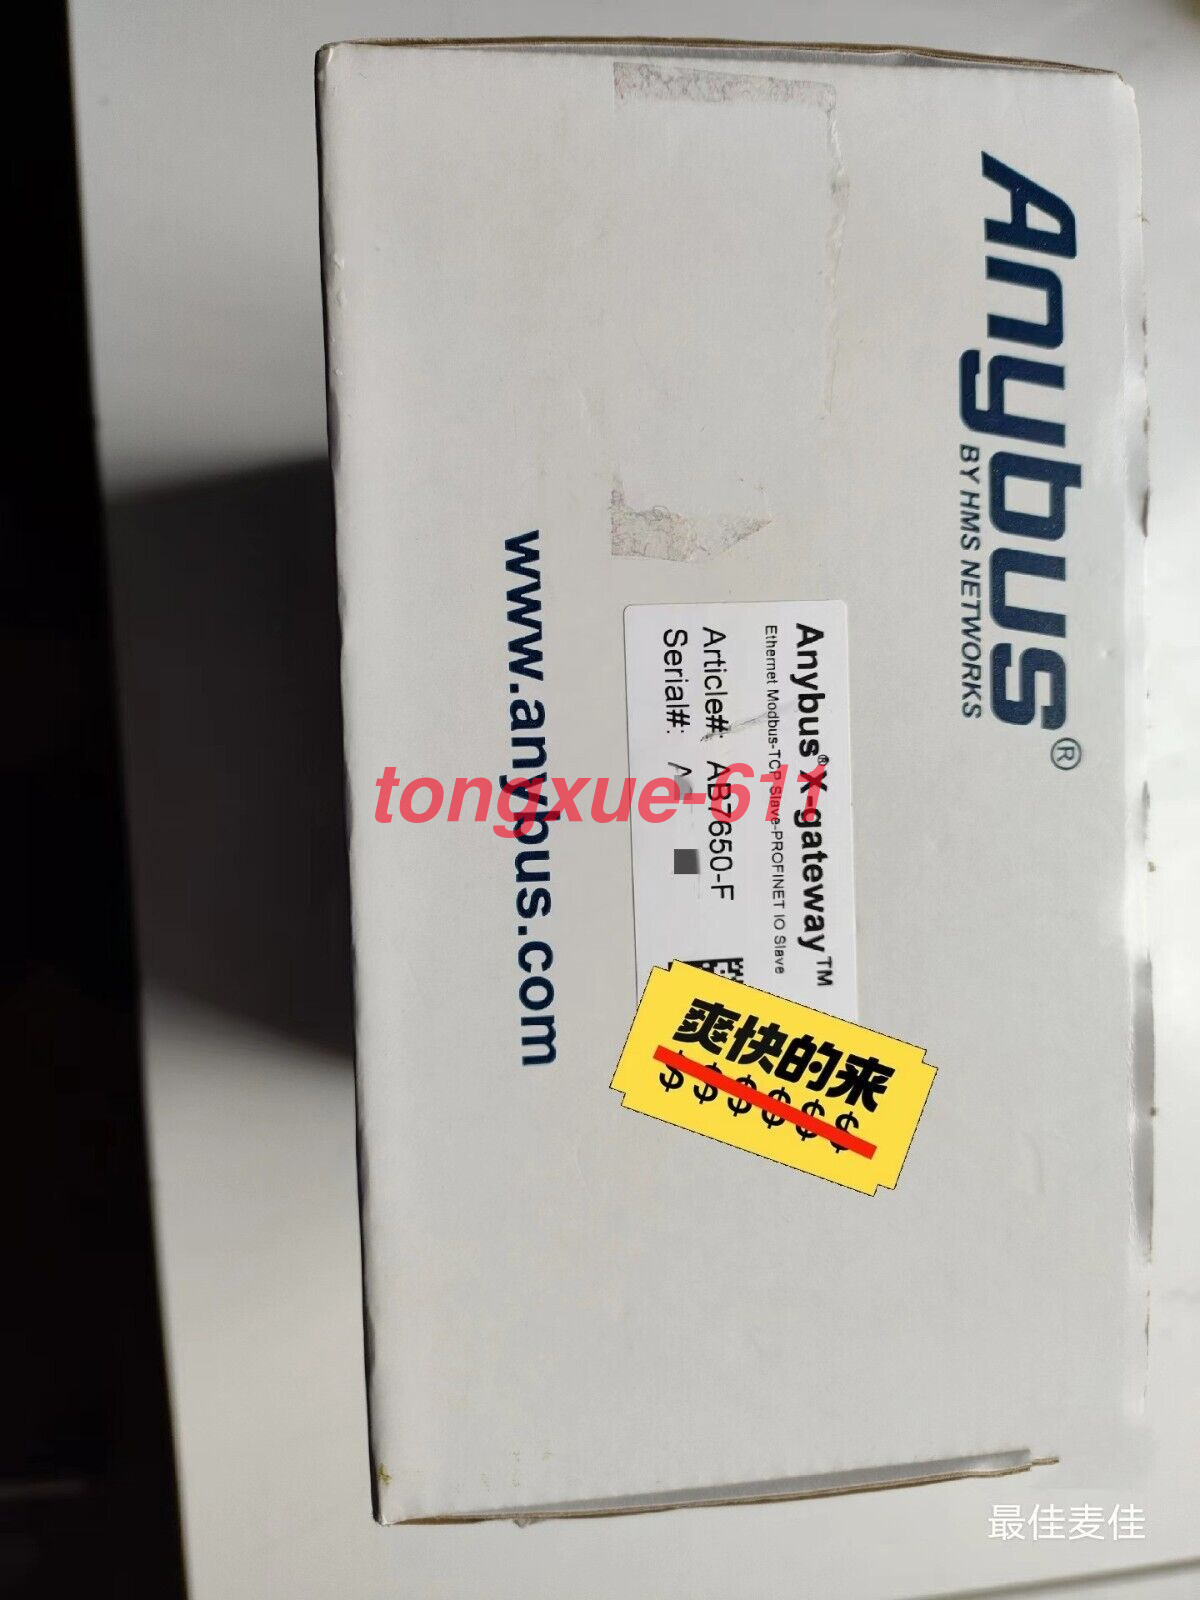 Anybus®
BY HMS NETWORKS
Anybus® X-gateway™
Ethernet Modbus-TCP Slave-PROFINET IO Slave
Article#: AB7650-F
Serial#: A
www.anybus.com
tongxue-611
爽快的来
$ $ $ $ $ $
最佳麦佳